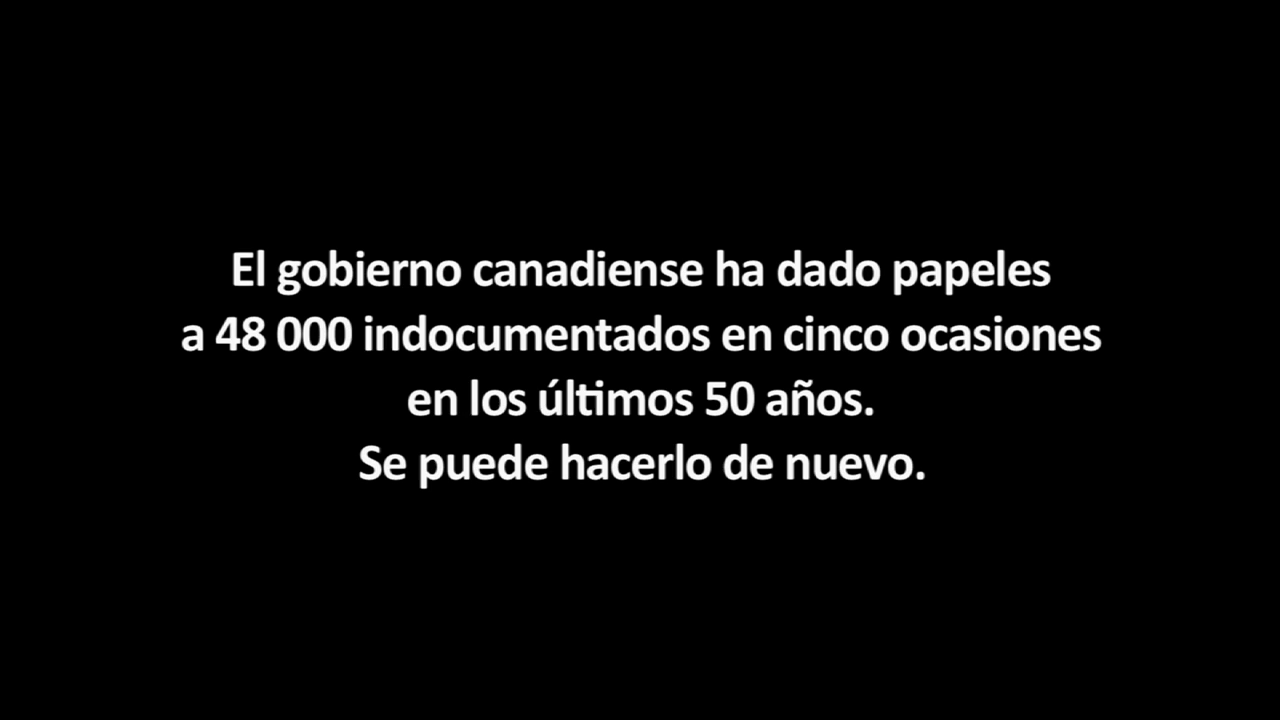 El gobierno canadiense ha dado papeles
a 48 000 indocumentados en cinco ocasiones
en los últimos 50 años.
Se puede hacerlo de nuevo.